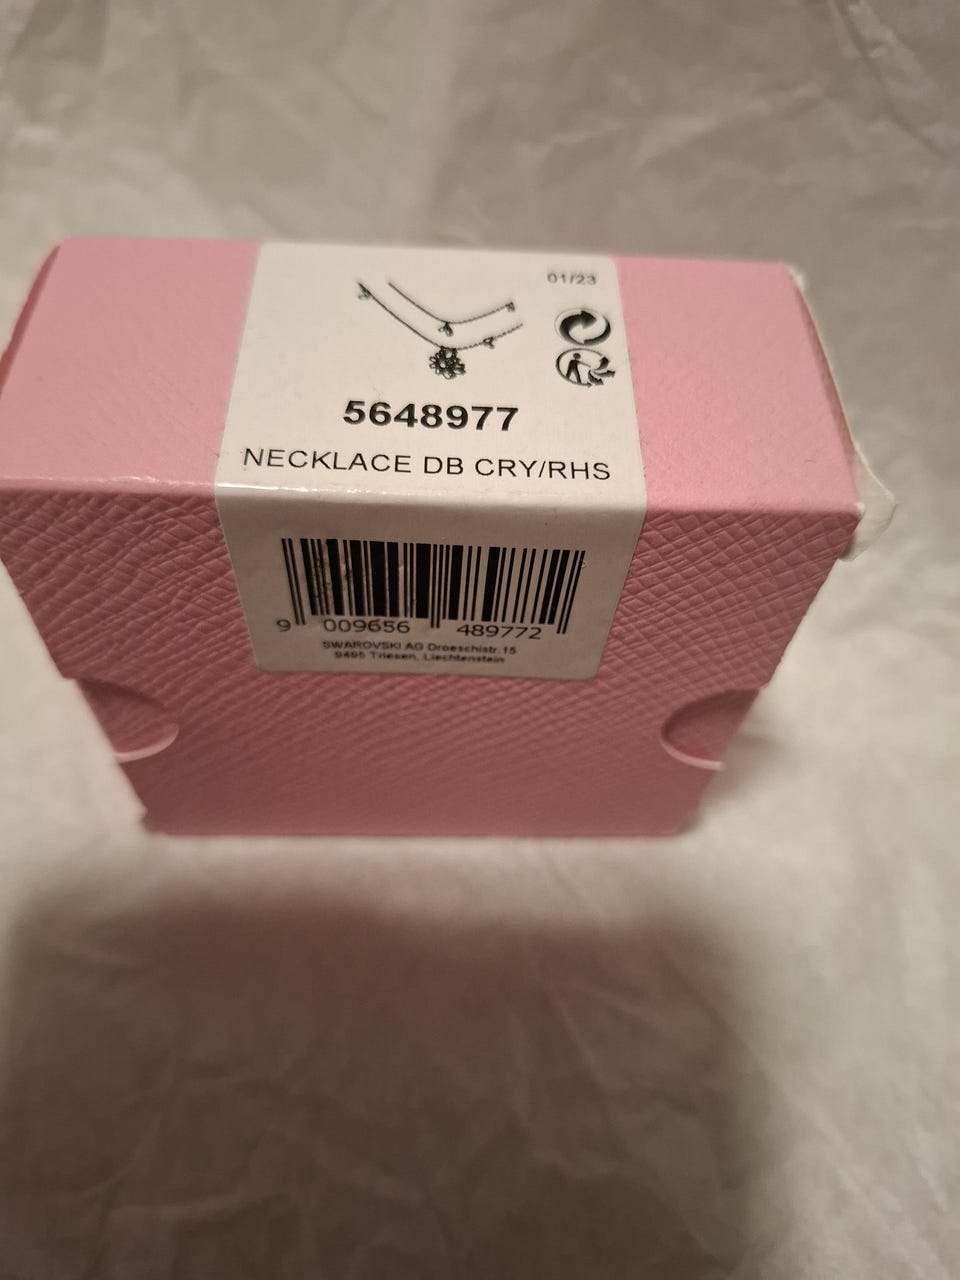 01/23
5648977
NECKLACE DB CRY/RHS
9 009656 489772
SWAROVSKI AG Droeschistr. 15
9495 Triesen, Liechtenstein